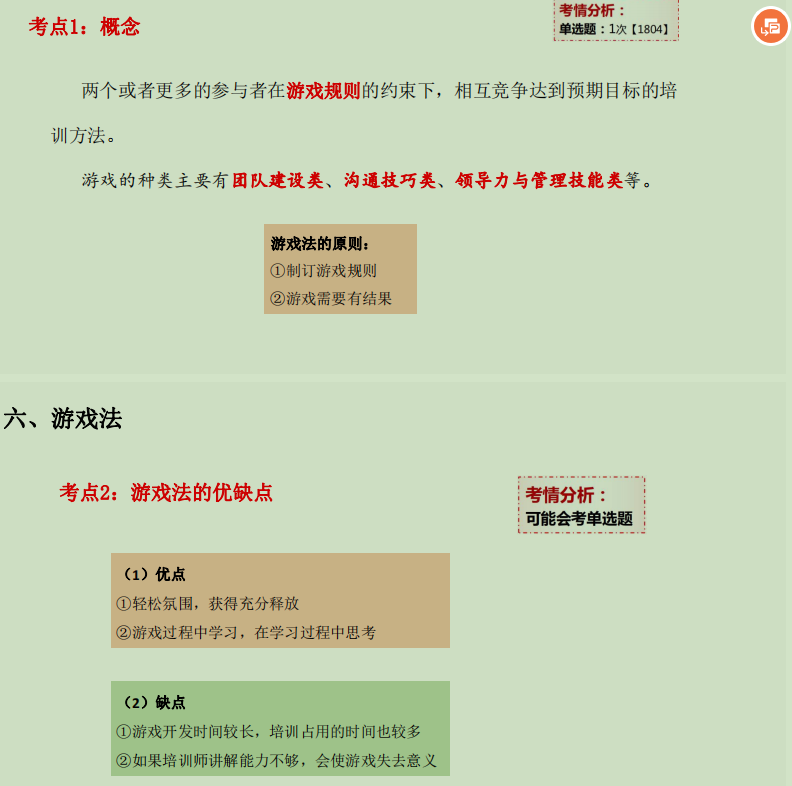 考点1：概念
考情分析：
单选题：1次【1804】
两个或者更多的参与者在游戏规则的约束下，相互竞争达到预期目标的培
训方法。
游戏的种类主要有团队建设类、沟通技巧类、领导力与管理技能类等。
游戏法的原则：
①制订游戏规则
②游戏需要有结果
六、游戏法
考点2：游戏法的优缺点
考情分析：
可能会考单选题
（1）优点
①轻松氛围，获得充分释放
②游戏过程中学习，在学习过程中思考
（2）缺点
①游戏开发时间较长，培训占用的时间也较多
②如果培训师讲解能力不够，会使游戏失去意义